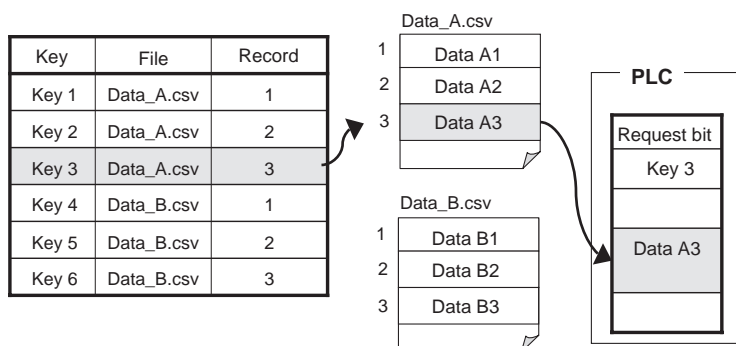 Key File Record
Key 1 Data_A.csv 1
Key 2 Data_A.csv 2
Key 3 Data_A.csv 3
Key 4 Data_B.csv 1
Key 5 Data_B.csv 2
Key 6 Data_B.csv 3
Data_A.csv
1 Data A1
2 Data A2
3 Data A3
Data_B.csv
1 Data B1
2 Data B2
3 Data B3
PLC
Request bit
Key 3
Data A3